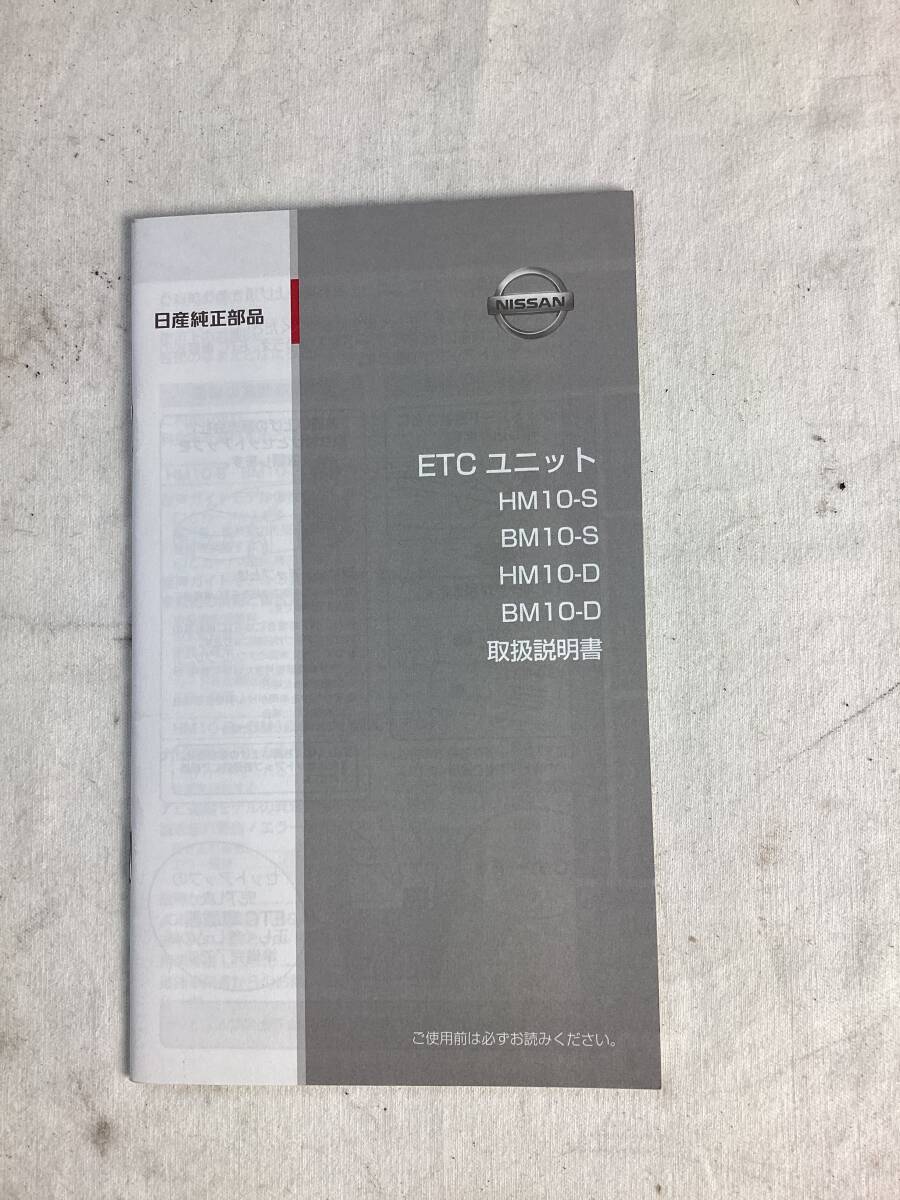 日産純正部品
NISSAN
ETC ユニット
HM10-S
BM10-S
HM10-D
BM10-D
取扱説明書
ご使用前は必ずお読みください。